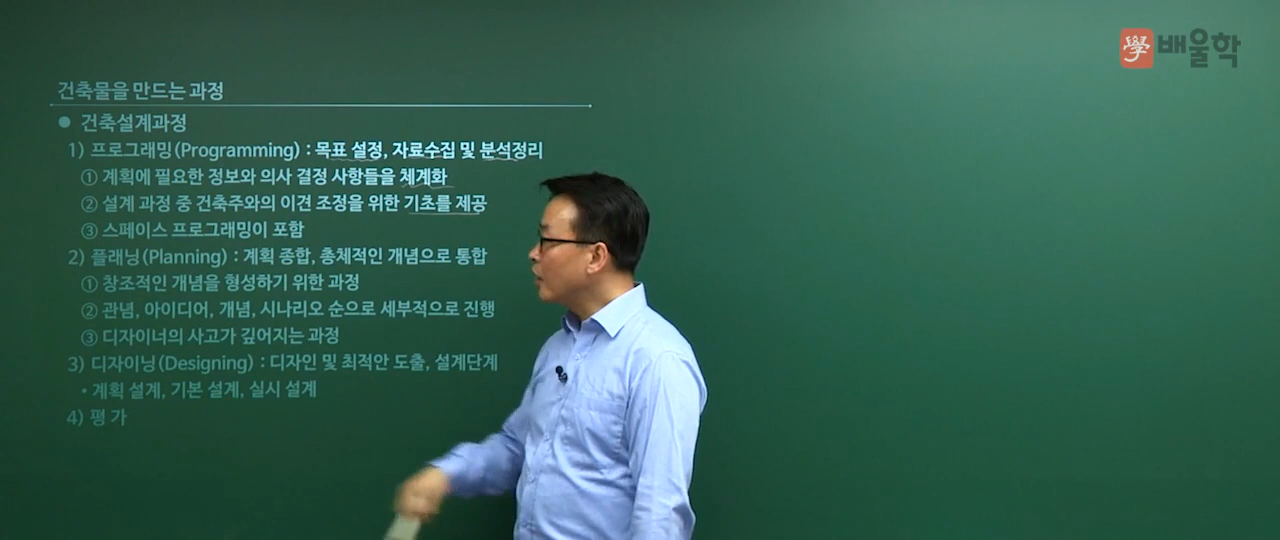 學 배울학
건축물을 만드는 과정
● 건축설계과정
1) 프로그래밍(Programming) : 목표 설정, 자료수집 및 분석정리
① 계획에 필요한 정보와 의사 결정 사항들을 체계화
② 설계 과정 중 건축주와의 이견 조정을 위한 기초를 제공
③ 스페이스 프로그래밍이 포함
2) 플래닝(Planning) : 계획 종합, 총체적인 개념으로 통합
① 창조적인 개념을 형성하기 위한 과정
② 관념, 아이디어, 개념, 시나리오 순으로 세부적으로 진행
③ 디자이너의 사고가 깊어지는 과정
3) 디자이닝(Designing) : 디자인 및 최적안 도출, 설계단계
• 계획 설계, 기본 설계, 실시 설계
4) 평 가